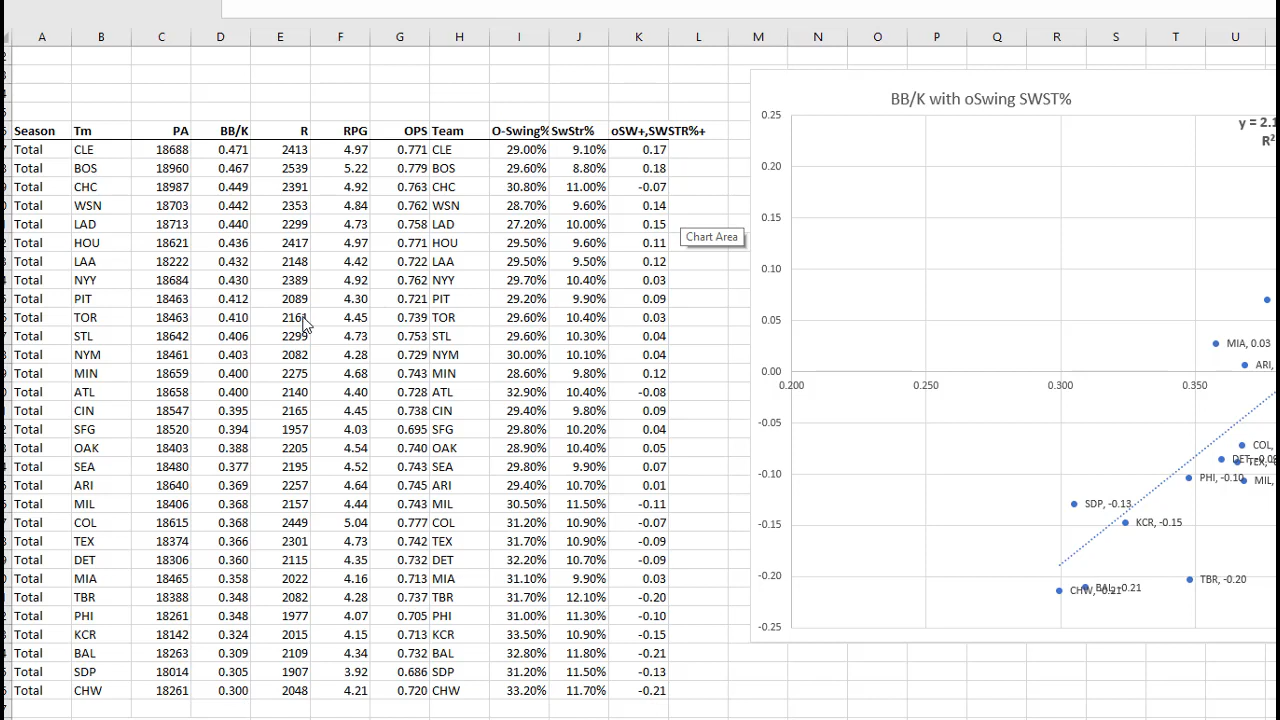 A B C D E F G H I J K L M N O P Q R S T U
Season Tm PA BB/K R RPG OPS Team O-Swing% SwStr% oSW+,SWSTR%+
Total CLE 18688 0.471 2413 4.97 0.771 CLE 29.00% 9.10% 0.17
Total BOS 18960 0.467 2539 5.22 0.779 BOS 29.60% 8.80% 0.18
Total CHC 18987 0.449 2391 4.92 0.763 CHC 30.80% 11.00% -0.07
Total WSN 18703 0.442 2353 4.84 0.762 WSN 28.70% 9.60% 0.14
Total LAD 18713 0.440 2299 4.73 0.758 LAD 27.20% 10.00% 0.15
Total HOU 18621 0.436 2417 4.97 0.771 HOU 29.50% 9.60% 0.11
Total LAA 18222 0.432 2148 4.42 0.722 LAA 29.50% 9.50% 0.12
Total NYY 18684 0.430 2389 4.92 0.762 NYY 29.70% 10.40% 0.03
Total PIT 18463 0.412 2089 4.30 0.721 PIT 29.20% 9.90% 0.09
Total TOR 18463 0.410 2161 4.45 0.739 TOR 29.60% 10.40% 0.03
Total STL 18642 0.406 2299 4.73 0.753 STL 29.60% 10.30% 0.04
Total NYM 18461 0.403 2082 4.28 0.729 NYM 30.00% 10.10% 0.04
Total MIN 18659 0.400 2275 4.68 0.743 MIN 28.60% 9.80% 0.12
Total ATL 18658 0.400 2140 4.40 0.728 ATL 32.90% 10.40% -0.08
Total CIN 18547 0.395 2165 4.45 0.738 CIN 29.40% 9.80% 0.09
Total SFG 18520 0.394 1957 4.03 0.695 SFG 29.80% 10.20% 0.04
Total OAK 18403 0.388 2205 4.54 0.740 OAK 28.90% 10.40% 0.05
Total SEA 18480 0.377 2195 4.52 0.743 SEA 29.80% 9.90% 0.07
Total ARI 18640 0.369 2257 4.64 0.745 ARI 29.40% 10.70% 0.01
Total MIL 18406 0.368 2157 4.44 0.743 MIL 30.50% 11.50% -0.11
Total COL 18615 0.368 2449 5.04 0.777 COL 31.20% 10.90% -0.07
Total TEX 18374 0.366 2301 4.73 0.742 TEX 31.70% 10.90% -0.09
Total DET 18306 0.360 2115 4.35 0.732 DET 32.20% 10.70% -0.09
Total MIA 18465 0.358 2022 4.16 0.713 MIA 31.10% 9.90% 0.03
Total TBR 18388 0.348 2082 4.28 0.737 TBR 31.70% 12.10% -0.20
Total PHI 18261 0.348 1977 4.07 0.705 PHI 31.00% 11.30% -0.10
Total KCR 18142 0.324 2015 4.15 0.713 KCR 33.50% 10.90% -0.15
Total BAL 18263 0.309 2109 4.34 0.732 BAL 32.80% 11.80% -0.21
Total SDP 18014 0.305 1907 3.92 0.686 SDP 31.20% 11.50% -0.13
Total CHW 18261 0.300 2048 4.21 0.720 CHW 33.20% 11.70% -0.21
Chart Area
BB/K with oSwing SWST%
y = 2.1
R²
0.25
0.20
0.15
0.10
0.05
0.00
-0.05
-0.10
-0.15
-0.20
-0.25
0.200 0.250 0.300 0.350
MIA, 0.03
ARI,
COL,
MIL,
PHI, -0.10
SDP, -0.13
KCR, -0.15
TBR, -0.20
BAL, -0.21